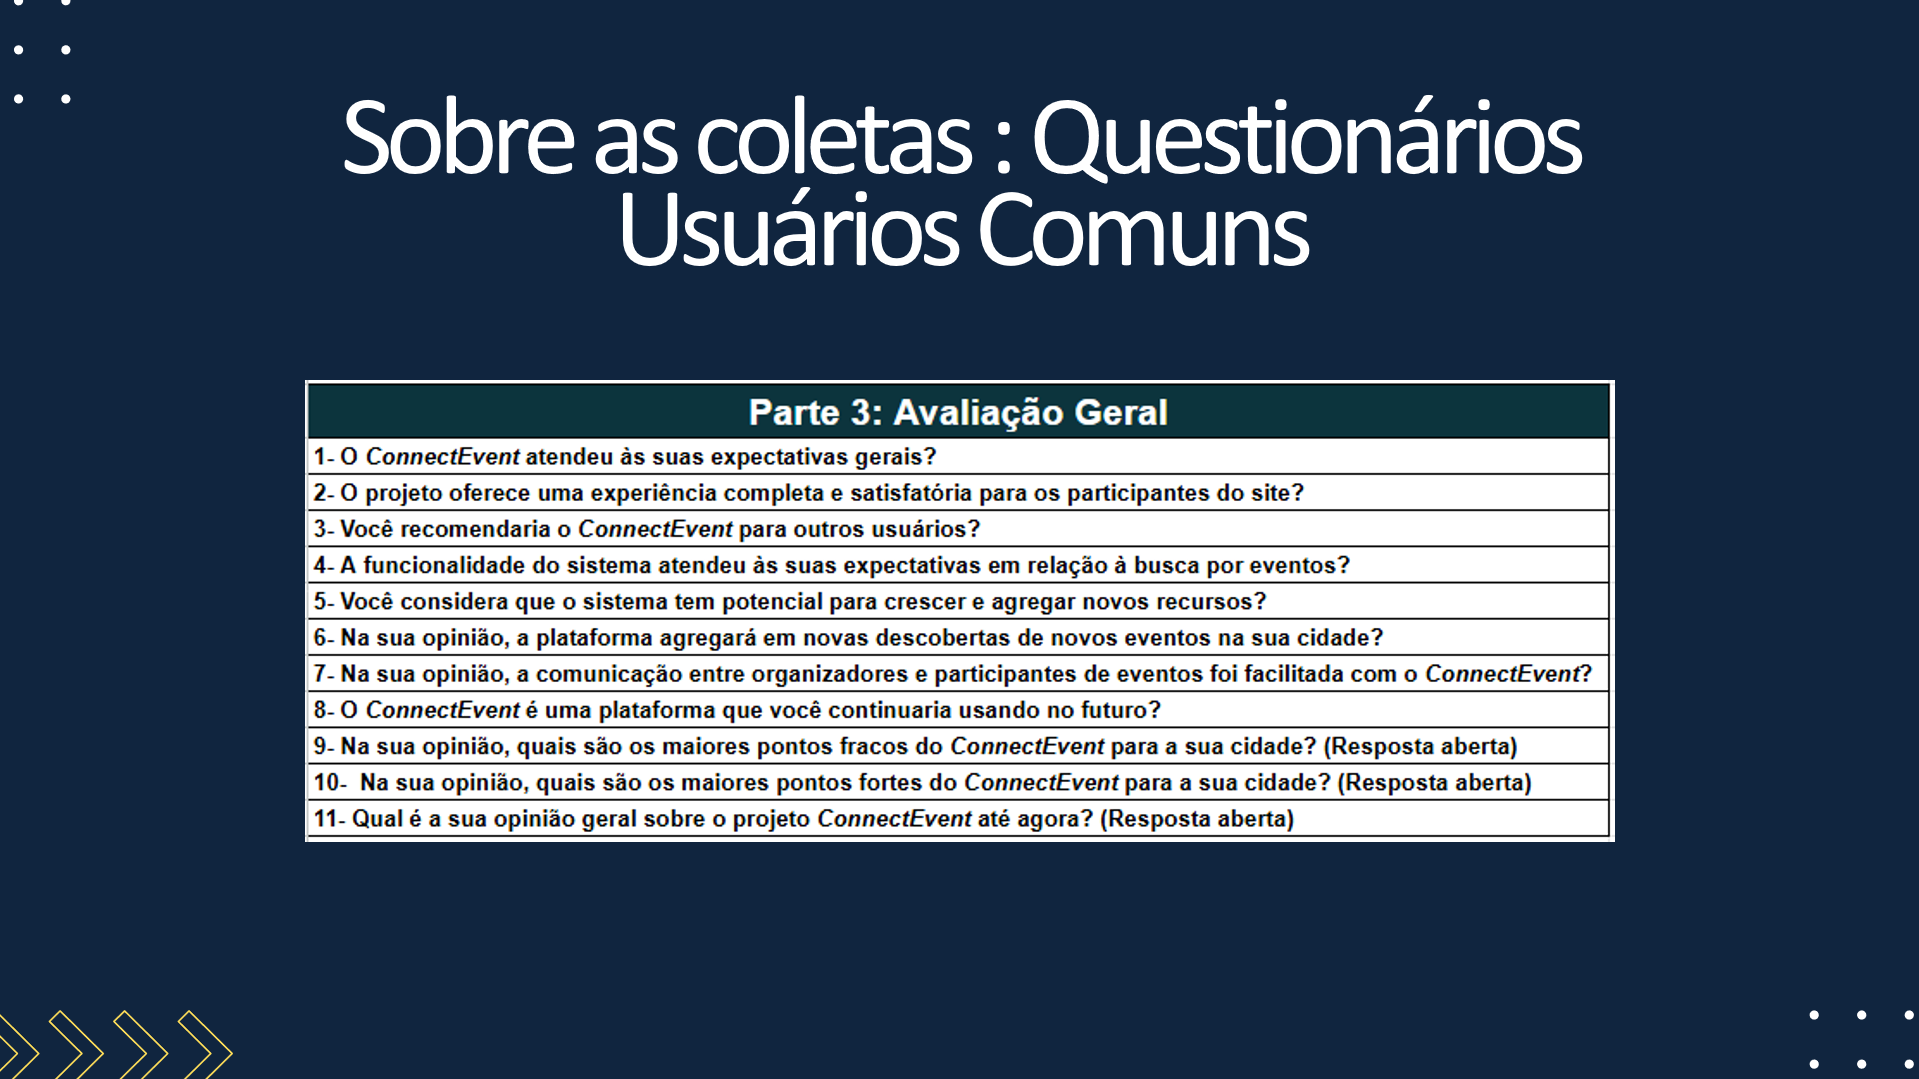 Sobre as coletas : Questionários
Usuários Comuns
Parte 3: Avaliação Geral
1- O ConnectEvent atendeu às suas expectativas gerais?
2- O projeto oferece uma experiência completa e satisfatória para os participantes do site?
3- Você recomendaria o ConnectEvent para outros usuários?
4- A funcionalidade do sistema atendeu às suas expectativas em relação à busca por eventos?
5- Você considera que o sistema tem potencial para crescer e agregar novos recursos?
6- Na sua opinião, a plataforma agregará em novas descobertas de novos eventos na sua cidade?
7- Na sua opinião, a comunicação entre organizadores e participantes de eventos foi facilitada com o ConnectEvent?
8- O ConnectEvent é uma plataforma que você continuaria usando no futuro?
9- Na sua opinião, quais são os maiores pontos fracos do ConnectEvent para a sua cidade? (Resposta aberta)
10-  Na sua opinião, quais são os maiores pontos fortes do ConnectEvent para a sua cidade? (Resposta aberta)
11- Qual é a sua opinião geral sobre o projeto ConnectEvent até agora? (Resposta aberta)